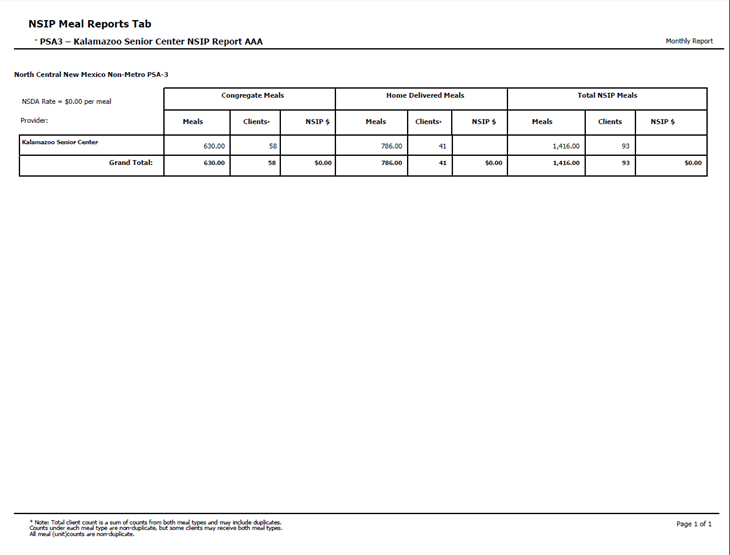 NSIP Meal Reports Tab
" PSA3 – Kalamazoo Senior Center NSIP Report AAA
Monthly Report
North Central New Mexico Non-Metro PSA-3
NSDA Rate = $0.00 per meal
Congregate Meals Home Delivered Meals Total NSIP Meals
Provider: Meals Clients* NSIP $ Meals Clients* NSIP $ Meals Clients NSIP $
Kalamazoo Senior Center 630.00 58 786.00 41 1,416.00 93
Grand Total: 630.00 58 $0.00 786.00 41 $0.00 1,416.00 93 $0.00
* Note: Total client count is a sum of counts from both meal types and may include duplicates.
Counts under each meal type are non-duplicate, but some clients may receive both meal types.
All meal (unit)counts are non-duplicate.
Page 1 of 1